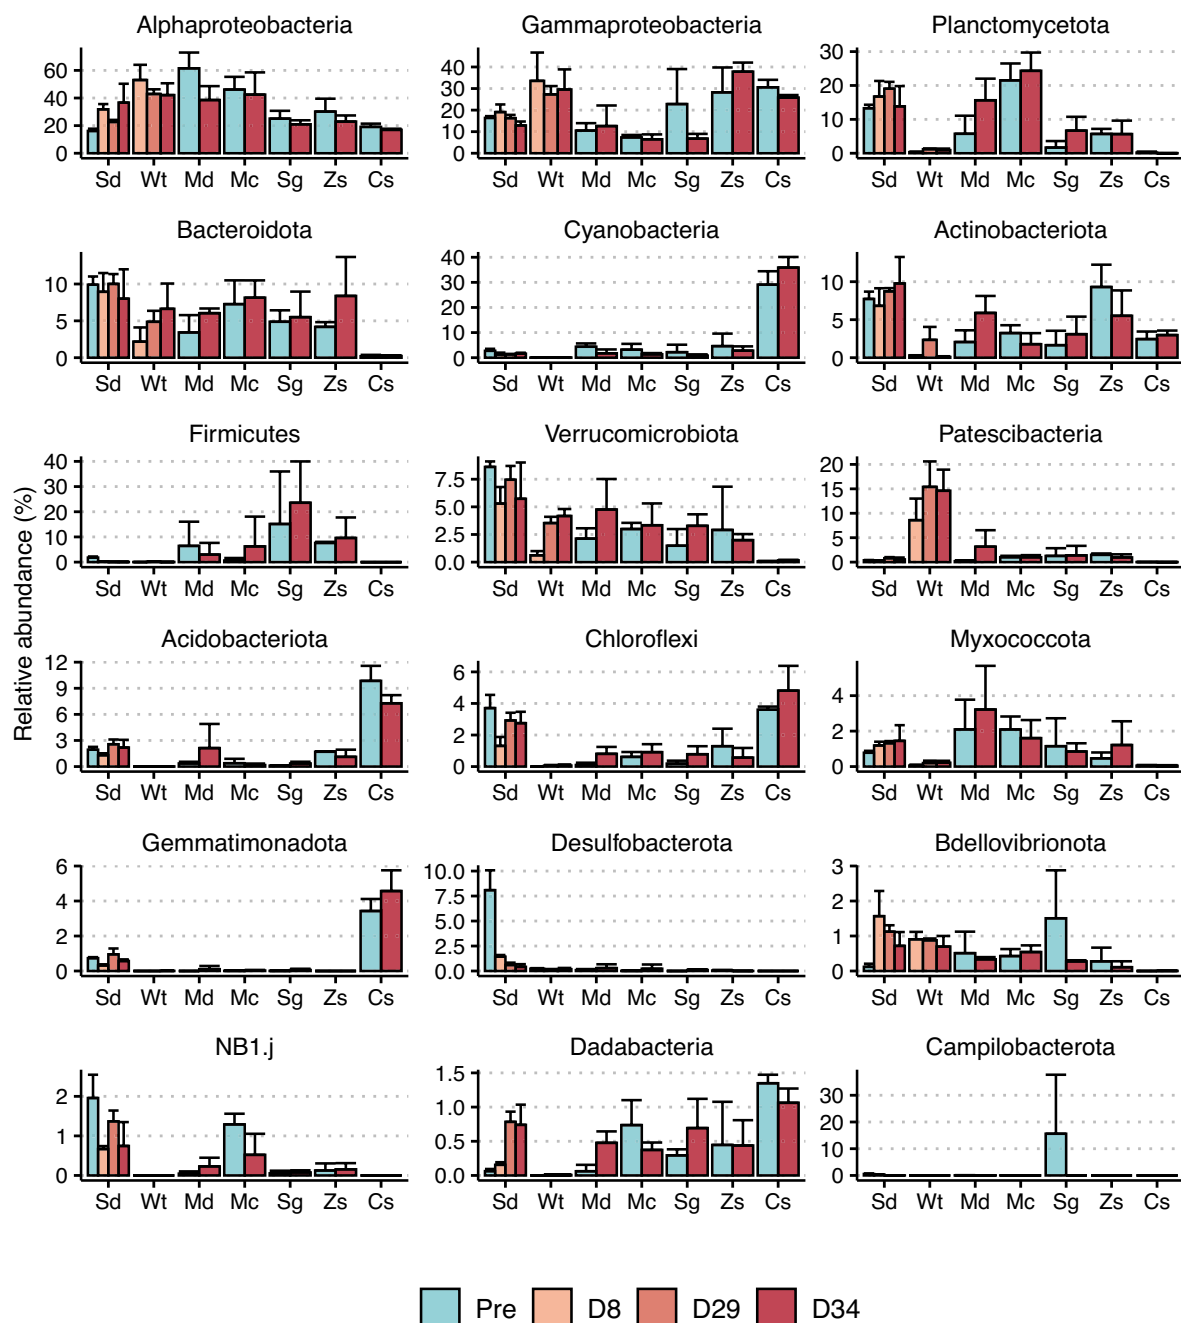 Alphaproteobacteria
Gammaproteobacteria
Planctomycetota
60
40
20
0
Sd Wt Md Mc Sg Zs Cs
40
30
20
10
0
Sd Wt Md Mc Sg Zs Cs
30
20
10
0
Sd Wt Md Mc Sg Zs Cs
Bacteroidota
Cyanobacteria
Actinobacteriota
10
5
0
Sd Wt Md Mc Sg Zs Cs
40
30
20
10
0
Sd Wt Md Mc Sg Zs Cs
10
5
0
Sd Wt Md Mc Sg Zs Cs
Relative abundance (%)
Firmicutes
Verrucomicrobiota
Patescibacteria
40
30
20
10
0
Sd Wt Md Mc Sg Zs Cs
7.5
5.0
2.5
0.0
Sd Wt Md Mc Sg Zs Cs
20
15
10
5
0
Sd Wt Md Mc Sg Zs Cs
Acidobacteriota
Chloroflexi
Myxococcota
12
9
6
3
0
Sd Wt Md Mc Sg Zs Cs
6
4
2
0
Sd Wt Md Mc Sg Zs Cs
4
2
0
Sd Wt Md Mc Sg Zs Cs
Gemmatimonadota
Desulfobacterota
Bdellovibrionota
6
4
2
0
Sd Wt Md Mc Sg Zs Cs
10.0
7.5
5.0
2.5
0.0
Sd Wt Md Mc Sg Zs Cs
3
2
1
0
Sd Wt Md Mc Sg Zs Cs
NB1.j
Dadabacteria
Campilobacterota
2
1
0
Sd Wt Md Mc Sg Zs Cs
1.5
1.0
0.5
0.0
Sd Wt Md Mc Sg Zs Cs
30
20
10
0
Sd Wt Md Mc Sg Zs Cs
Pre D8 D29 D34